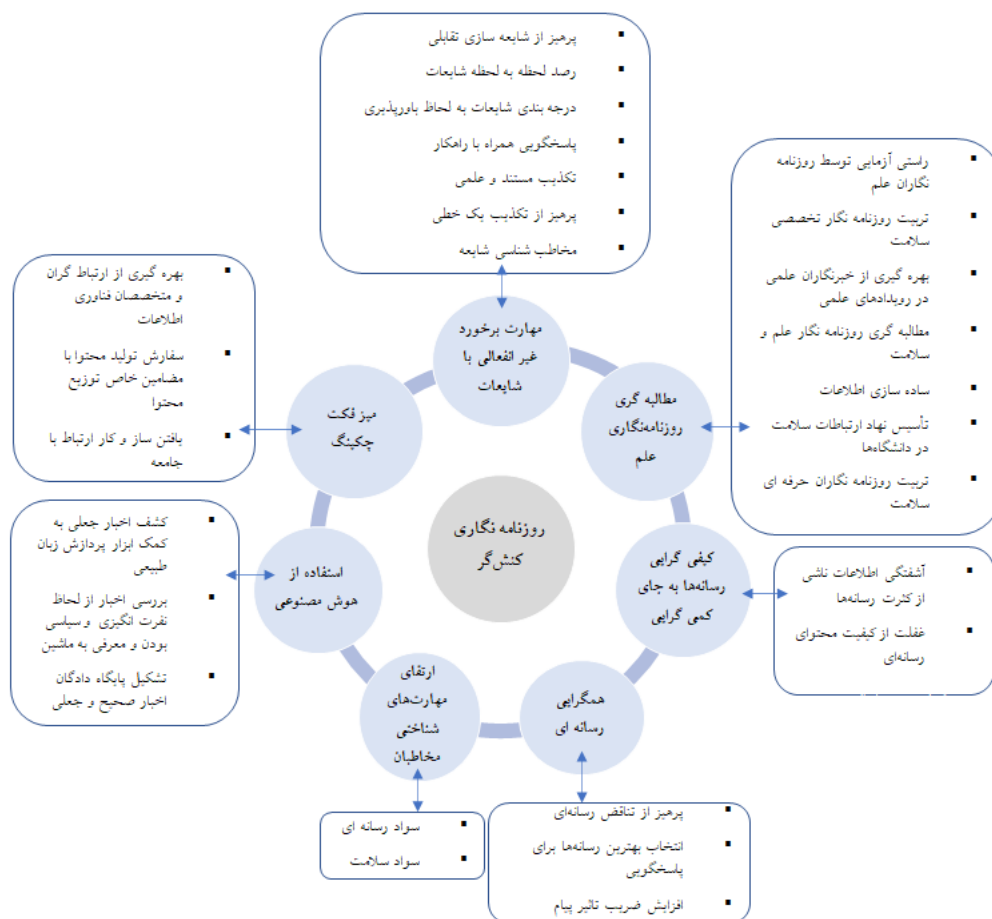 پرهیز از شایعه سازی تقابلی
رصد لحظه به لحظه شایعات
درجه بندی شایعات به لحاظ باورپذیری
پاسخگویی همراه با راهکار
تکذیب مستند و علمی
پرهیز از تکذیب یک خطی
مخاطب شناسی شایعه
راستی آزمایی توسط روزنامه
نگاران علم
تربیت روزنامه نگار تخصصی
سلامت
بهره گیری از خبرنگاران علمی
در رویدادهای علمی
مطالبه گری روزنامه نگار علم و
سلامت
ساده سازی اطلاعات
تأسیس نهاد ارتباطات سلامت
در دانشگاه‌ها
تربیت روزنامه نگاران حرفه ای
سلامت
بهره گیری از ارتباط گران
و متخصصان فناوری
اطلاعات
سفارش تولید محتوا با
مضامین خاص توزیع
محتوا
یافتن ساز و کار ارتباط با
جامعه
مهارت برخورد
غیر انفعالی با
شایعات
مطالبه گری
روزنامه‌نگاری
علم
میز فکت
چکینگ
روزنامه نگاری
کنش‌گر
کیفی گرایی
رسانه‌ها به جای
کمی گرایی
آشفتگی اطلاعات ناشی
از کثرت رسانه‌ها
غفلت از کیفیت محتوای
رسانه‌ای
استفاده از
هوش مصنوعی
کشف اخبار جعلی به
کمک ابزار پردازش زبان
طبیعی
بررسی اخبار از لحاظ
نفرت انگیزی و سیاسی
بودن و معرفی به ماشین
تشکیل پایگاه دادگان
اخبار صحیح و جعلی
ارتقای
مهارت‌های
شناختی
مخاطبان
همگرایی
رسانه ای
سواد رسانه ای
سواد سلامت
پرهیز از تناقض رسانه‌ای
انتخاب بهترین رسانه‌ها برای
پاسخگویی
افزایش ضریب تاثیر پیام